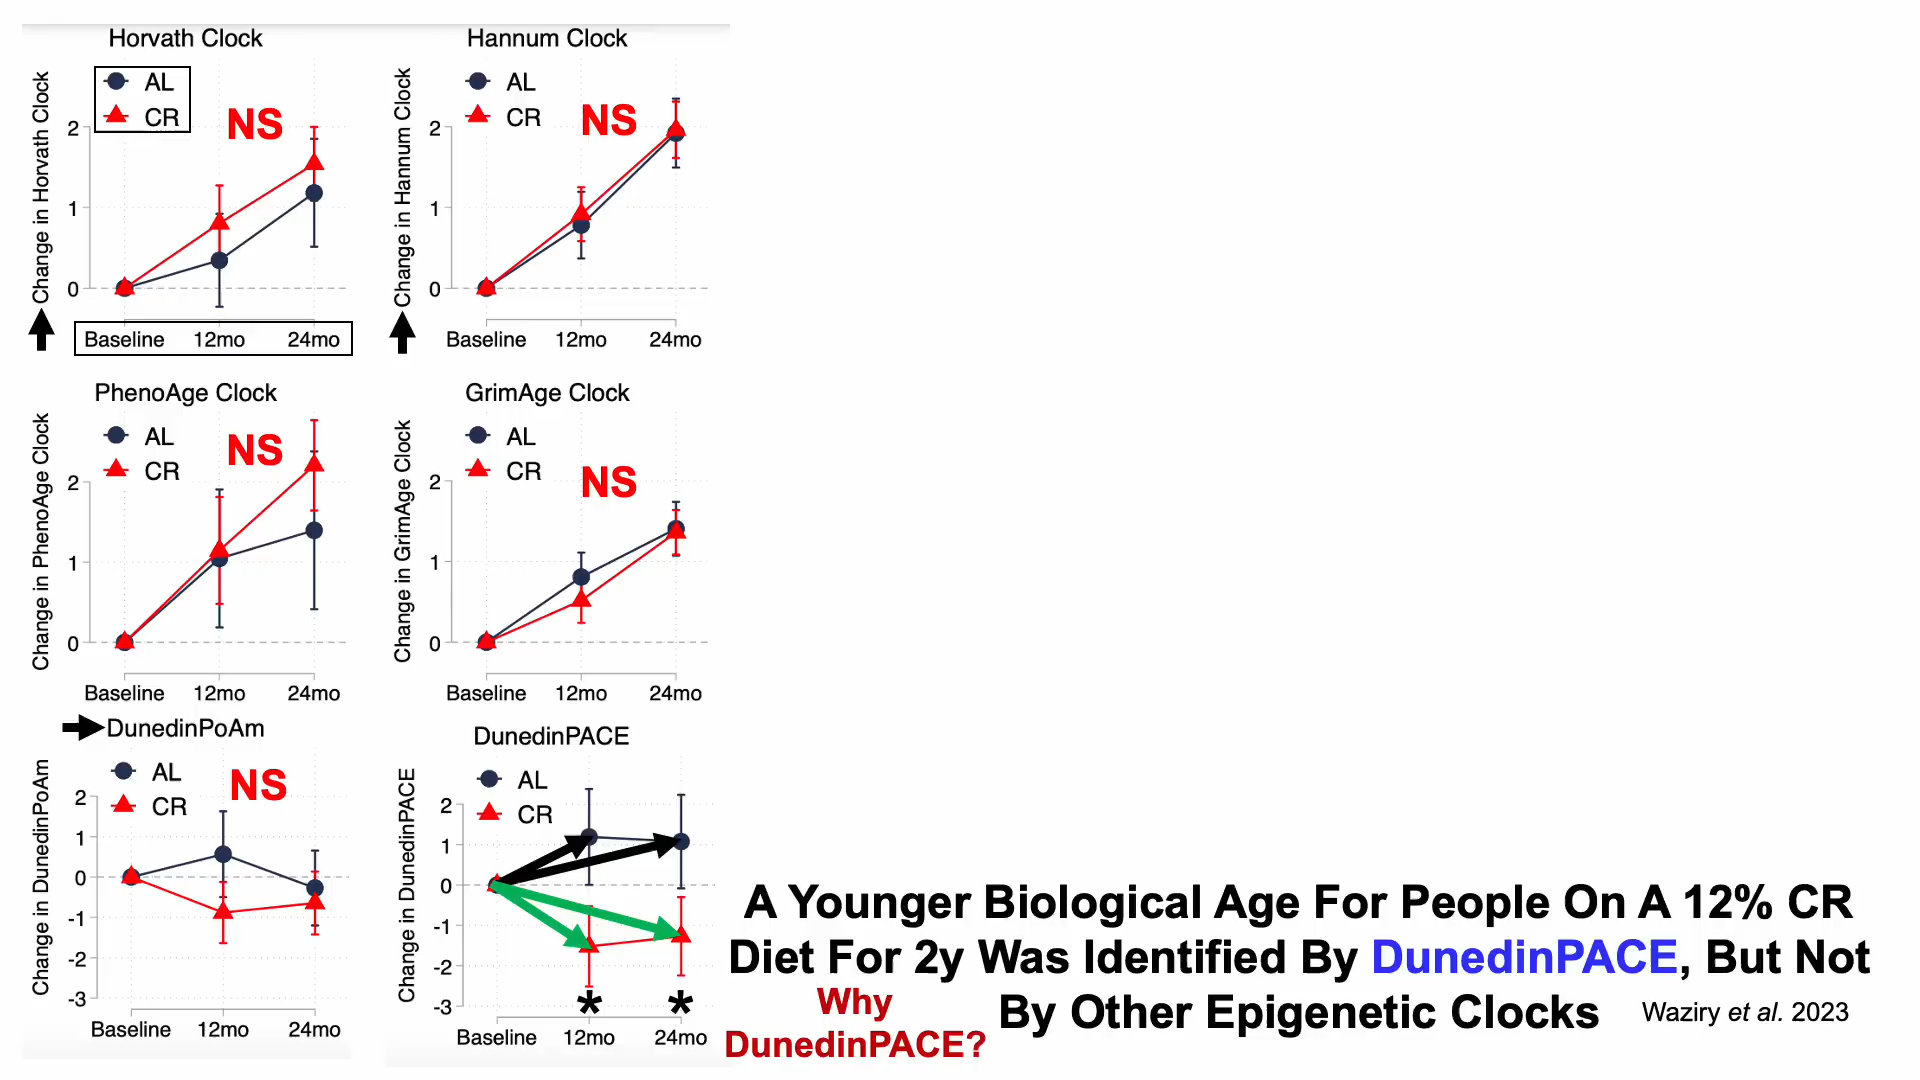 Horvath Clock
Change in Horvath Clock
AL
CR
NS
2
1
0
Baseline 12mo 24mo
Hannum Clock
Change in Hannum Clock
AL
CR
NS
2
1
0
Baseline 12mo 24mo
PhenoAge Clock
Change in PhenoAge Clock
AL
CR
NS
2
1
0
Baseline 12mo 24mo
GrimAge Clock
Change in GrimAge Clock
AL
CR
NS
2
1
0
Baseline 12mo 24mo
DunedinPoAm
Change in DunedinPoAm
AL
CR
NS
2
1
0
-1
-2
-3
Baseline 12mo 24mo
DunedinPACE
Change in DunedinPACE
AL
CR
2
1
0
-1
-2
-3
* *
Baseline 12mo 24mo
A Younger Biological Age For People On A 12% CR
Diet For 2y Was Identified By DunedinPACE, But Not
By Other Epigenetic Clocks
Waziry et al. 2023
Why
DunedinPACE?